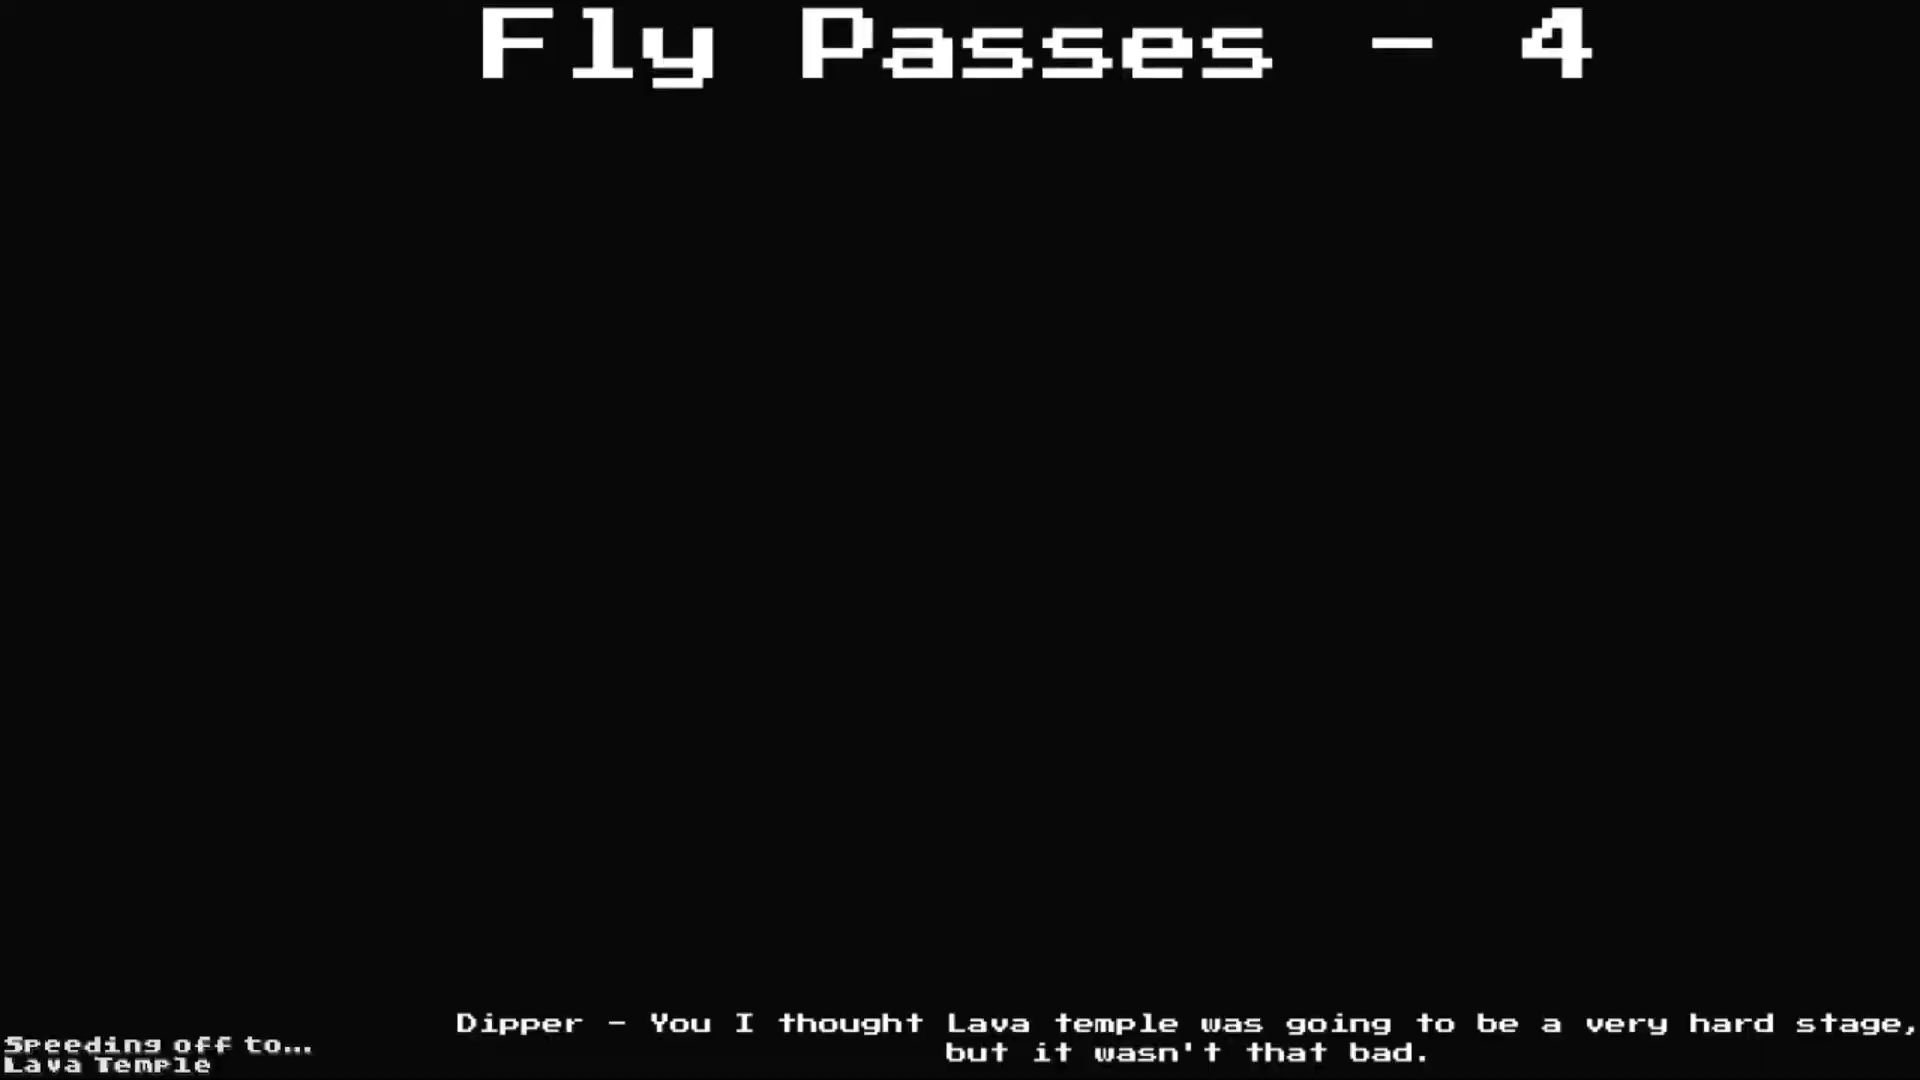 Fly Passes - 4
Dipper - You I thought Lava temple was going to be a very hard stage,
but it wasn't that bad.
Speeding off to...
Lava Temple